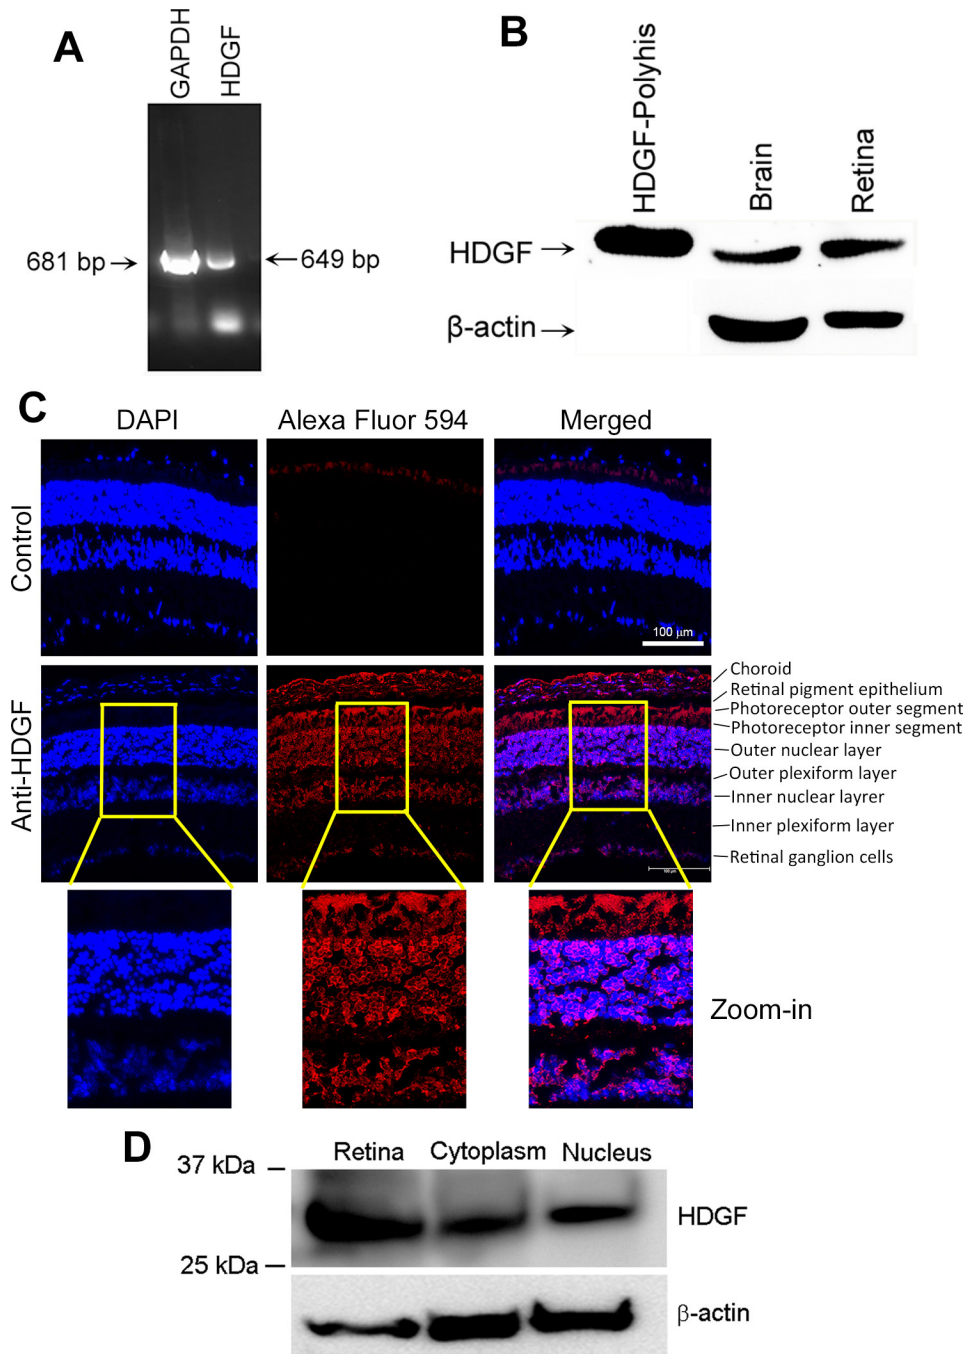 A
GAPDH
HDGF
681 bp
649 bp
B
HDGF-Polyhis
Brain
Retina
HDGF
β-actin
C
DAPI
Alexa Fluor 594
Merged
Control
100 μm
Anti-HDGF
Choroid
Retinal pigment epithelium
Photoreceptor outer segment
Photoreceptor inner segment
Outer nuclear layer
Outer plexiform layer
Inner nuclear layrer
Inner plexiform layer
Retinal ganglion cells
100 μm
Zoom-in
D
Retina Cytoplasm Nucleus
37 kDa
HDGF
25 kDa
β-actin